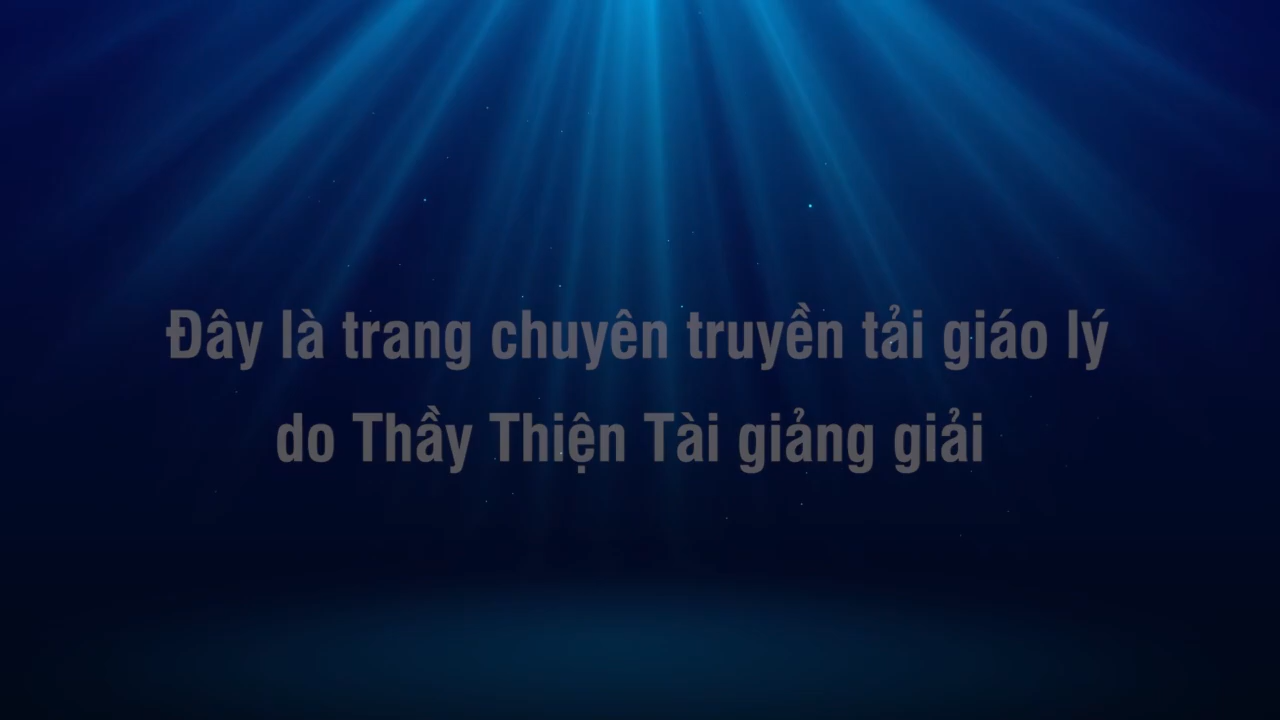 Đây là trang chuyên truyền tải giáo lý
do Thầy Thiện Tài giảng giải